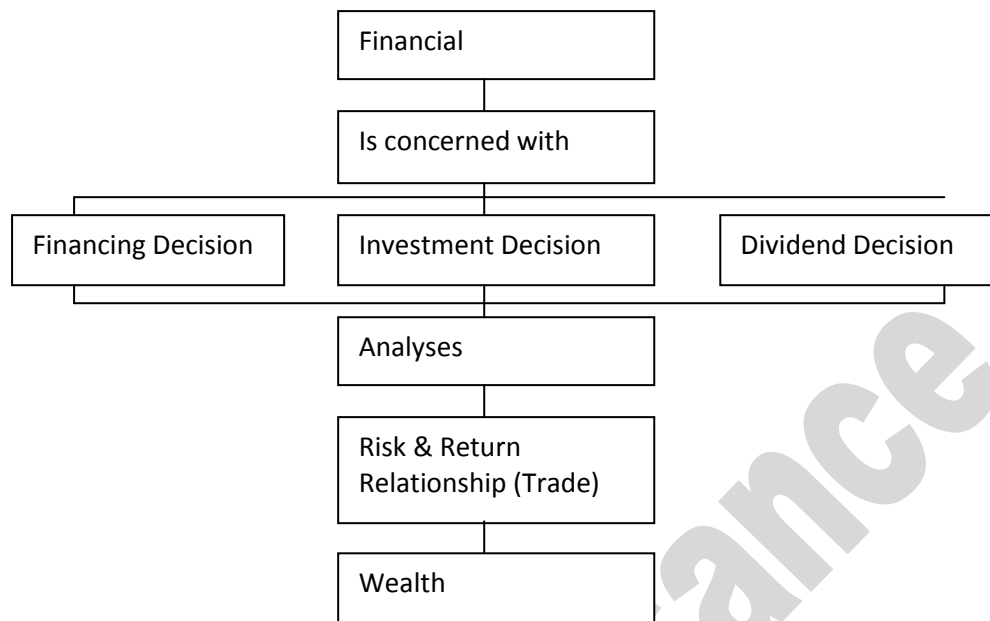 Financial
Is concerned with
Financing Decision
Investment Decision
Dividend Decision
Analyses
Risk & Return
Relationship (Trade)
Wealth